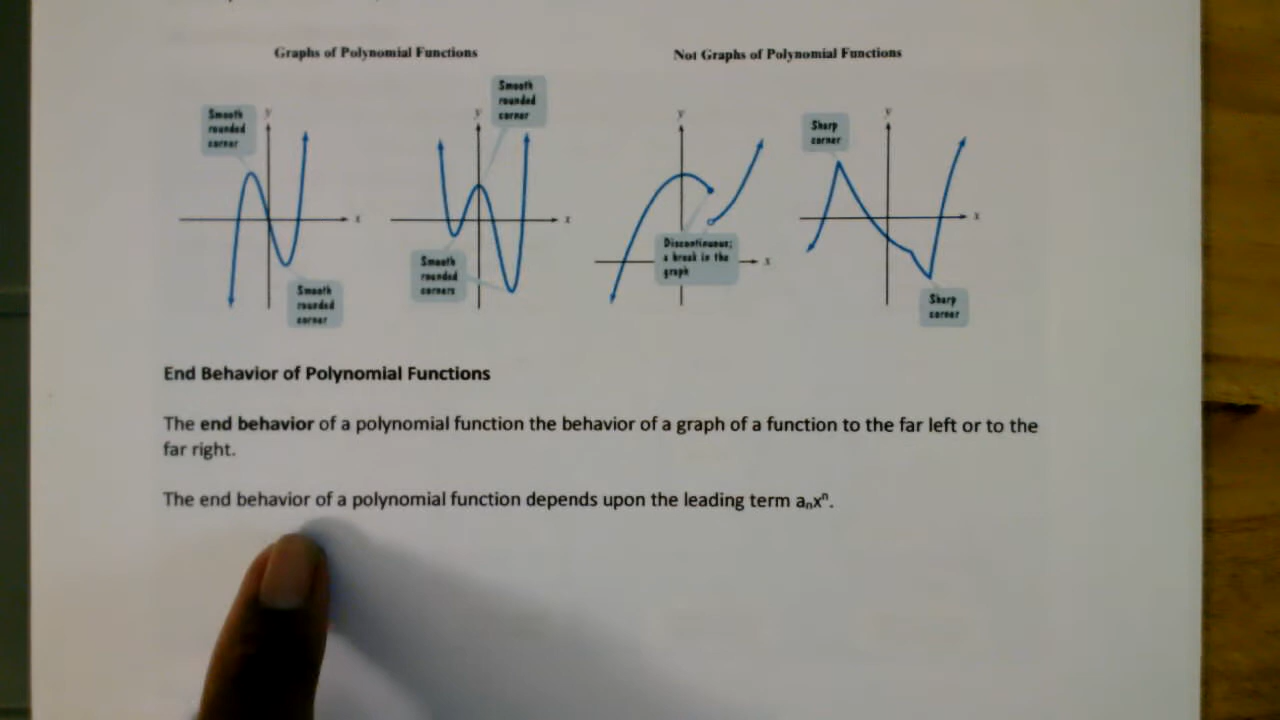 Graphs of Polynomial Functions
Not Graphs of Polynomial Functions
Smooth
rounded
corner
y
x
Smooth
rounded
corner
Smooth
rounded
corner
y
x
Smooth
rounded
corners
y
x
Discontinuous;
a break in the
graph
Sharp
corner
y
x
Sharp
corner
End Behavior of Polynomial Functions
The end behavior of a polynomial function the behavior of a graph of a function to the far left or to the
far right.
The end behavior of a polynomial function depends upon the leading term aₙxⁿ.